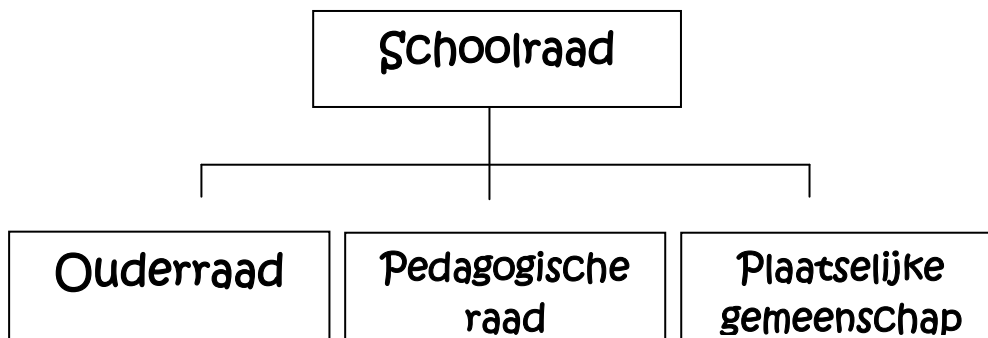 Schoolraad
Ouderraad
Pedagogische
raad
Plaatselijke
gemeenschap